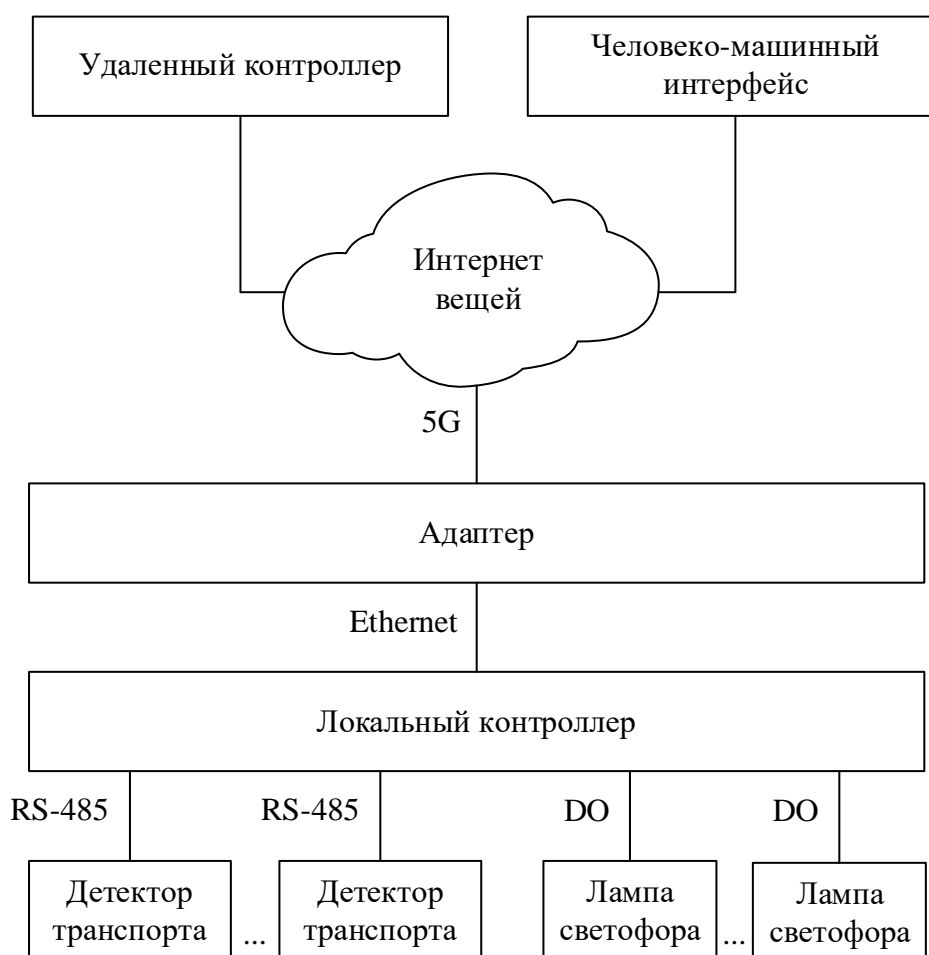 Удаленный контроллер
Человеко-машинный
интерфейс
Интернет
вещей
5G
Адаптер
Ethernet
Локальный контроллер
RS-485
RS-485
DO
DO
Детектор
транспорта
...
Детектор
транспорта
Лампа
светофора
...
Лампа
светофора